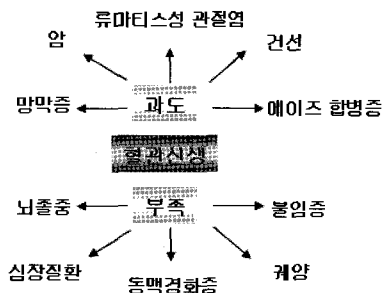 류마티스성 관절염
암 건선
망막증 과도 에이즈 합병증
혈관신생
뇌졸중 부족 불임증
심장질환 동맥경화증 궤양